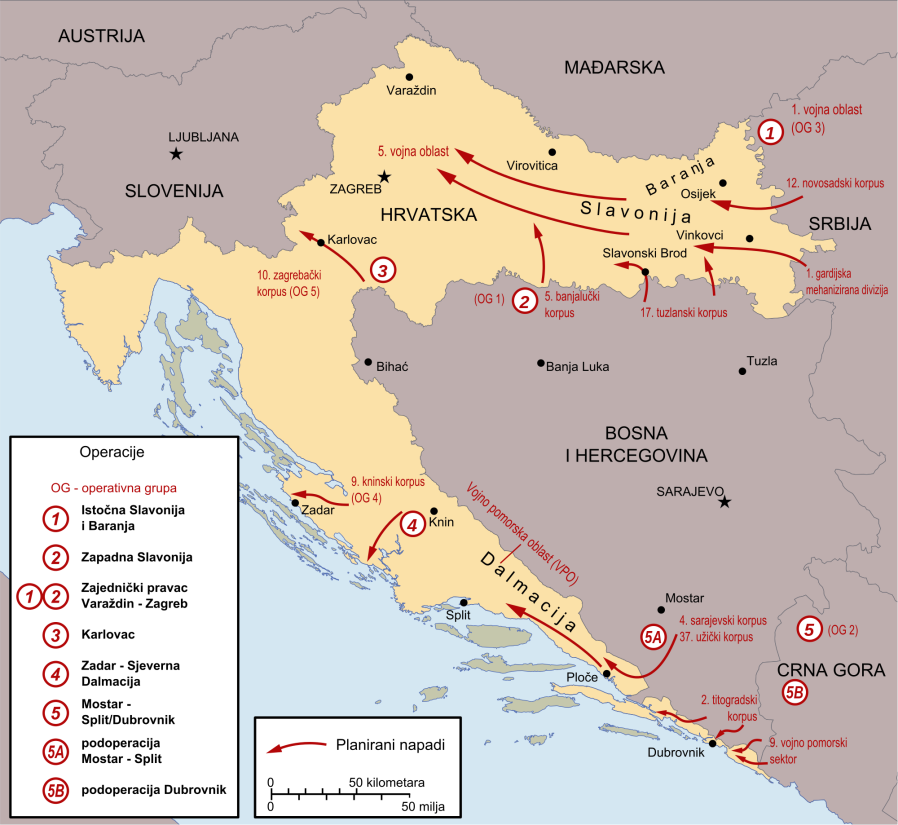 AUSTRIJA
MAĐARSKA
Varaždin
1. vojna oblast
(OG 3)
1
LJUBLJANA
5. vojna oblast
Virovitica
Baranja
ZAGREB
SLOVENIJA
Osijek
12. novosadski korpus
HRVATSKA
Slavonija
SRBIJA
Karlovac
Vinkovci
Slavonski Brod
3
10. zagrebački
korpus (OG 5)
1. gardijska
mehanizirana divizija
(OG 1)
2
5. banjalučki
korpus
17. tuzlanski korpus
Bihać
Banja Luka
Tuzla
BOSNA
I HERCEGOVINA
SARAJEVO
9. kninski korpus
(OG 4)
Zadar
4
Knin
Vojno pomorska oblast (VPO)
Dalmacija
Split
Mostar
4. sarajevski korpus
37. užički korpus
5A
5
(OG 2)
Ploče
CRNA GORA
5B
2. titogradski
korpus
Dubrovnik
9. vojno pomorski
sektor
Operacije
OG - operativna grupa
1
Istočna Slavonija
i Baranja
2
Zapadna Slavonija
1 2
Zajednički pravac
Varaždin - Zagreb
3
Karlovac
4
Zadar - Sjeverna
Dalmacija
5
Mostar -
Split/Dubrovnik
5A
podoperacija
Mostar - Split
5B
podoperacija Dubrovnik
Planirani napadi
0 50 kilometara
0 50 milja